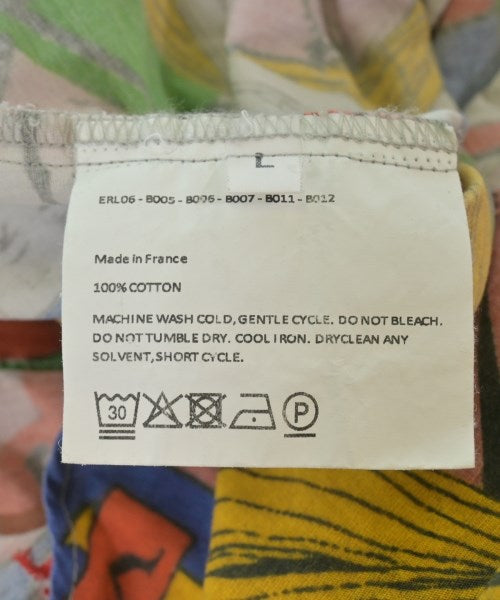 L
ERL06 - B005 - B006 - B007 - B011 - B012
Made in France
100% COTTON
MACHINE WASH COLD, GENTLE CYCLE. DO NOT BLEACH.
DO NOT TUMBLE DRY. COOL IRON. DRYCLEAN ANY
SOLVENT, SHORT CYCLE.
30 P